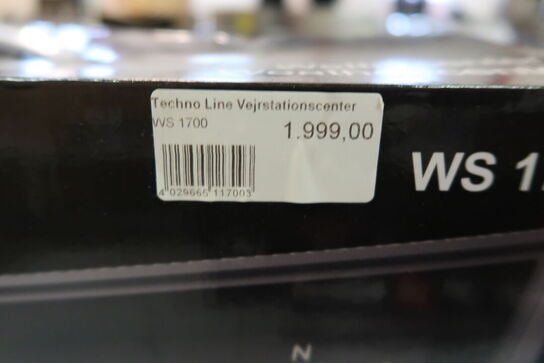 Techno Line Vejrstationscenter
WS 1700
1.999,00
4 029665 117003
WS 1
N